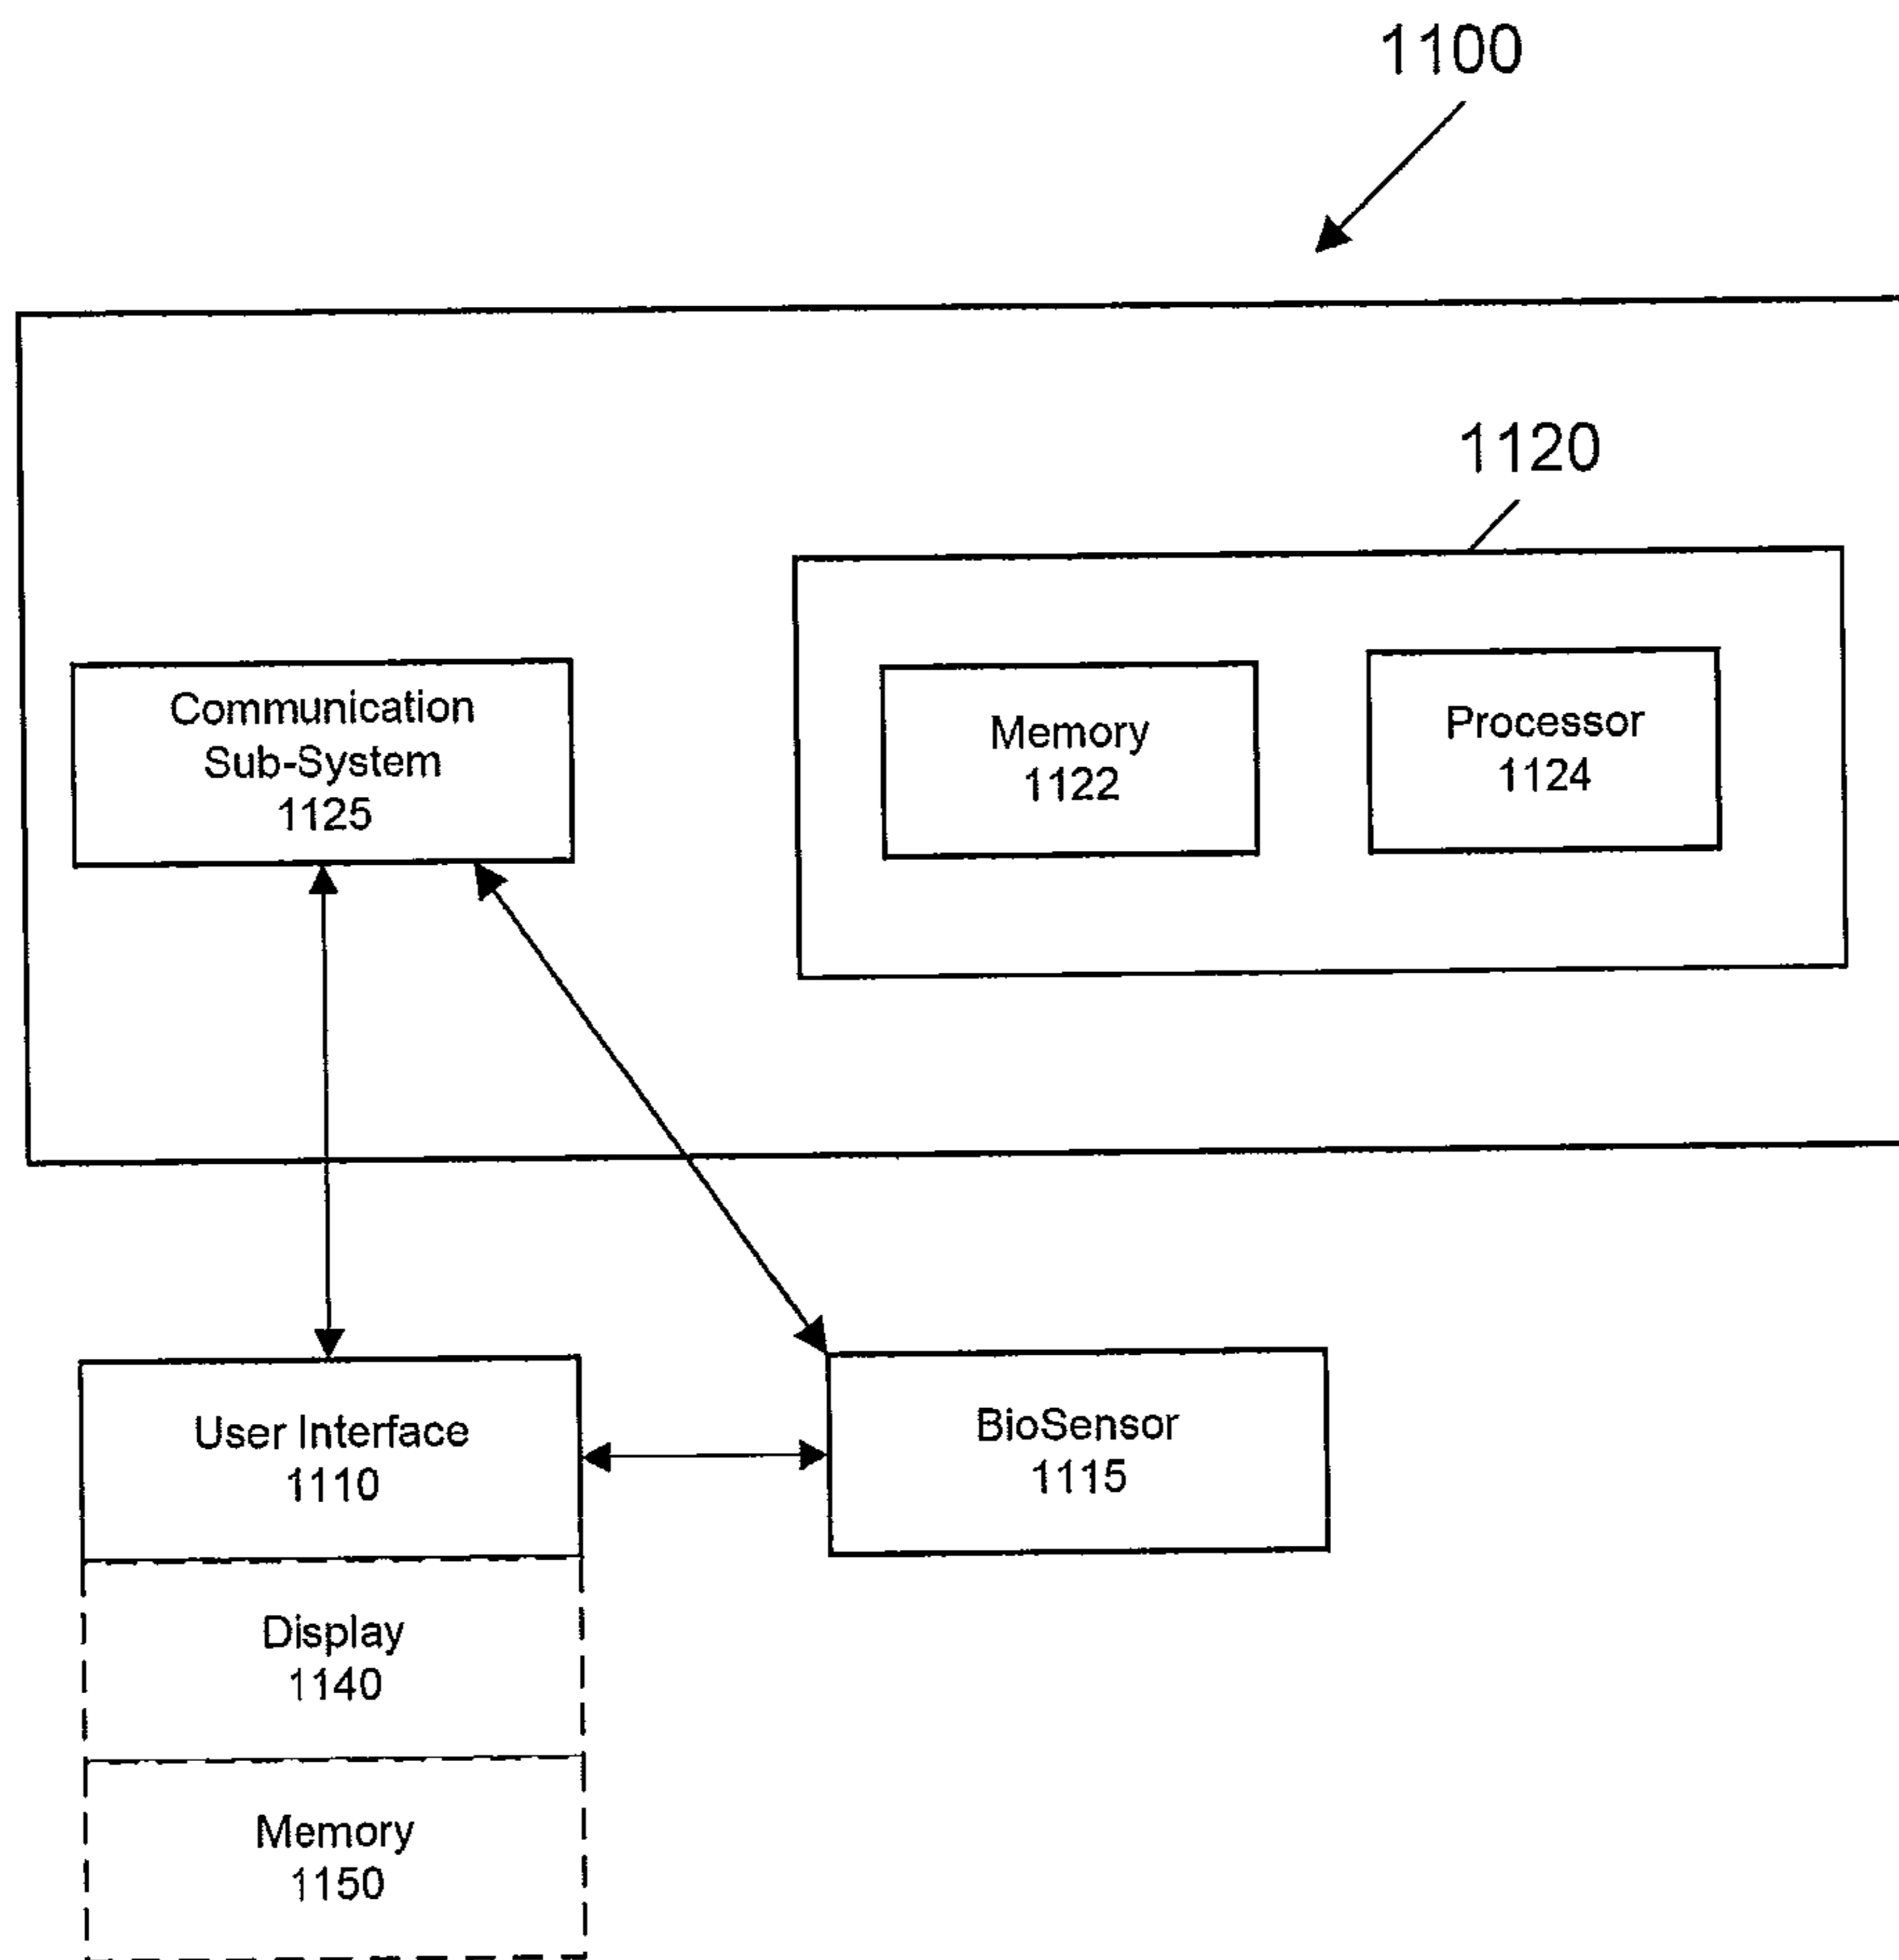 1100
1120
Communication
Sub-System
1125
Memory
1122
Processor
1124
User Interface
1110
BioSensor
1115
Display
1140
Memory
1150